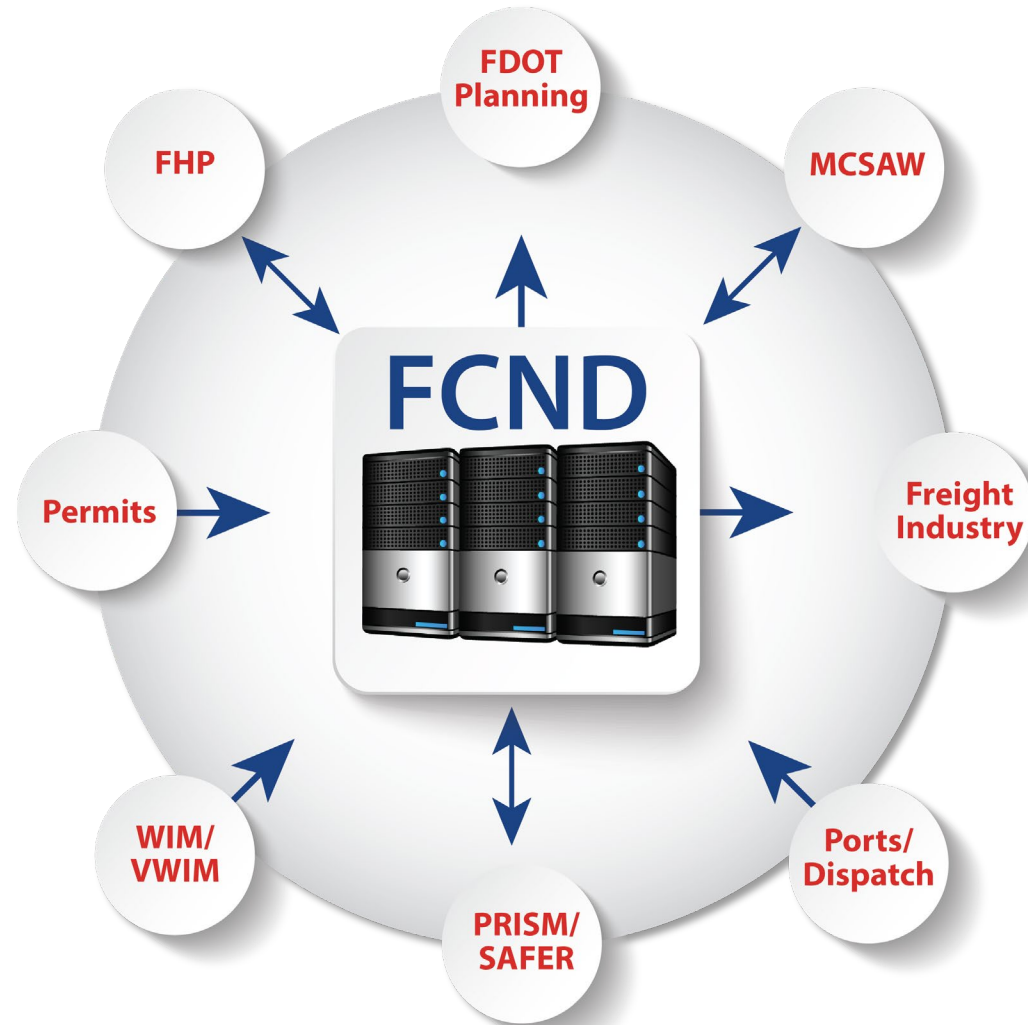 FDOT
Planning
FHP
MCSAW
FCND
Permits
Freight
Industry
WIM/
VWIM
Ports/
Dispatch
PRISM/
SAFER